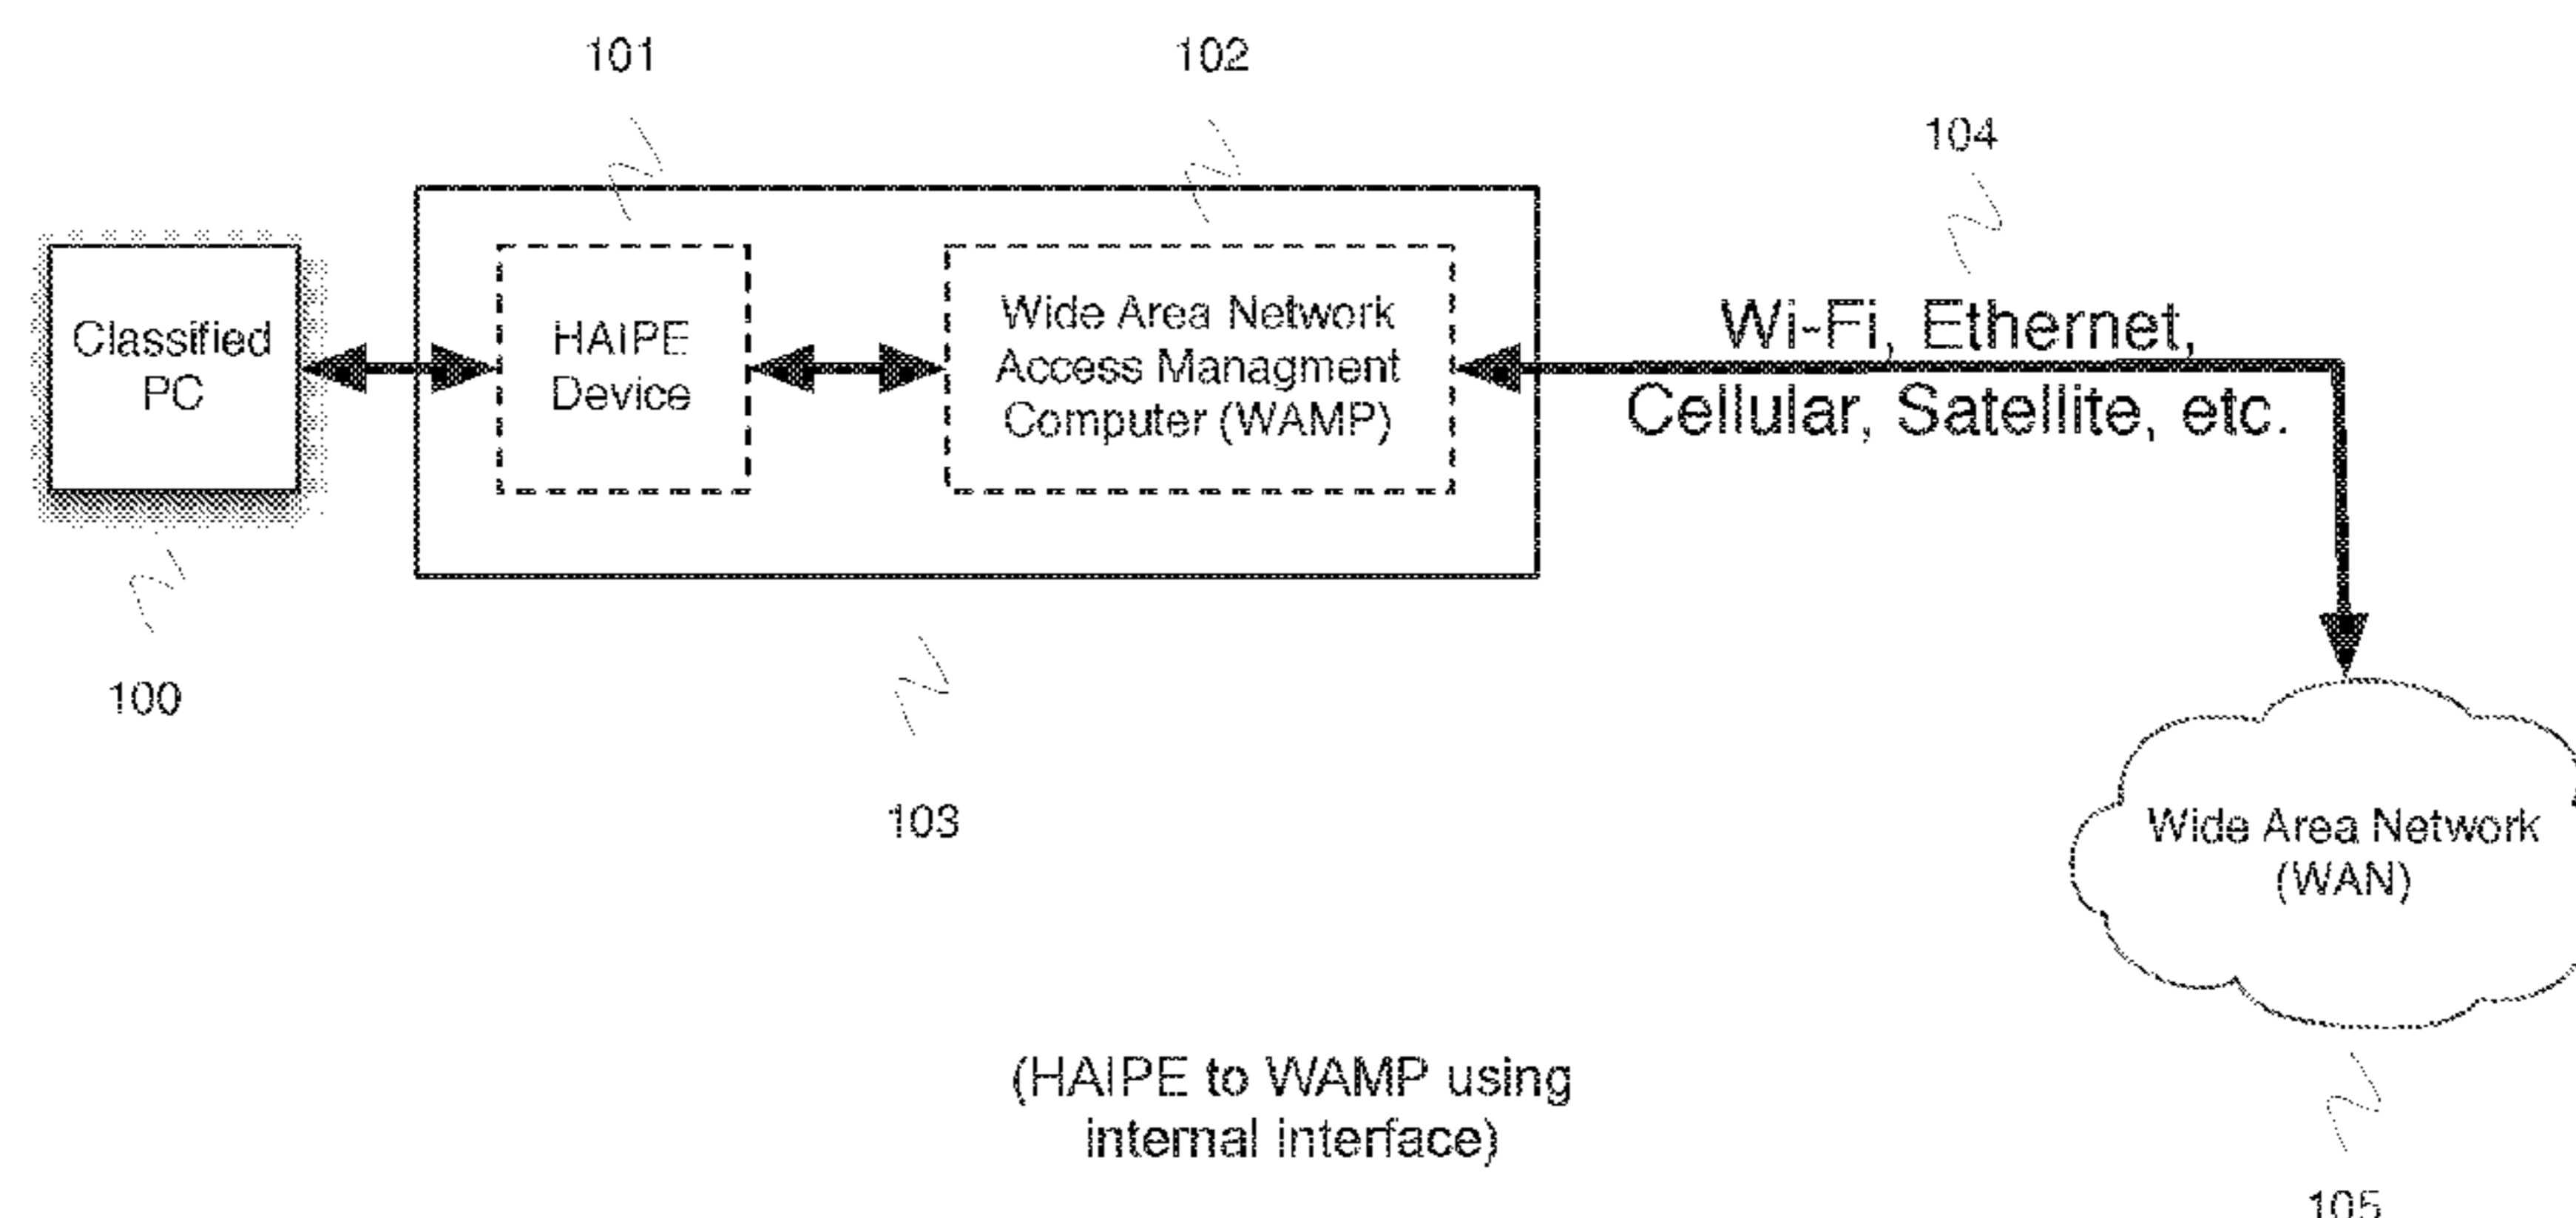 101
102
104
Classified
PC
HAIPE
Device
Wide Area Network
Access Managment
Computer (WAMP)
Wi-Fi, Ethernet,
Cellular, Satellite, etc.
100
103
Wide Area Network
(WAN)
(HAIPE to WAMP using
internal interface)
105